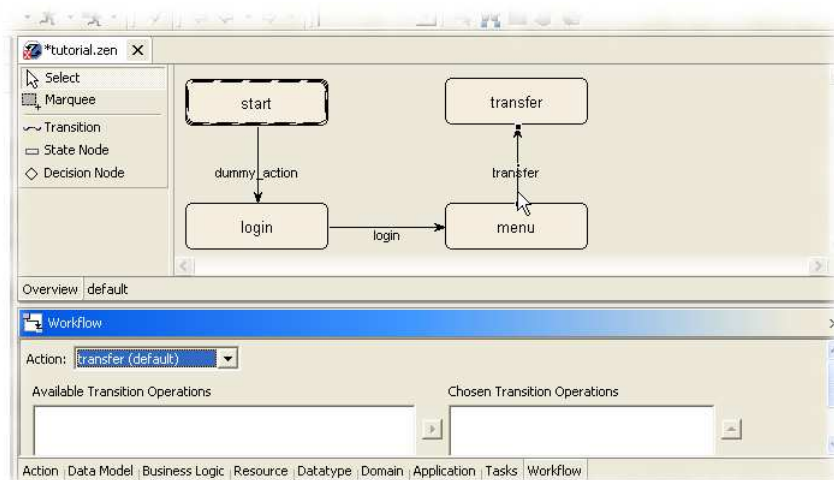 *tutorial.zen
Select
Marquee
Transition
State Node
Decision Node
start
transfer
dummy_action
transfer
login
login
menu
Overview default
Workflow
Action: transfer (default)
Available Transition Operations Chosen Transition Operations
Action Data Model Business Logic Resource Datatype Domain Application Tasks Workflow